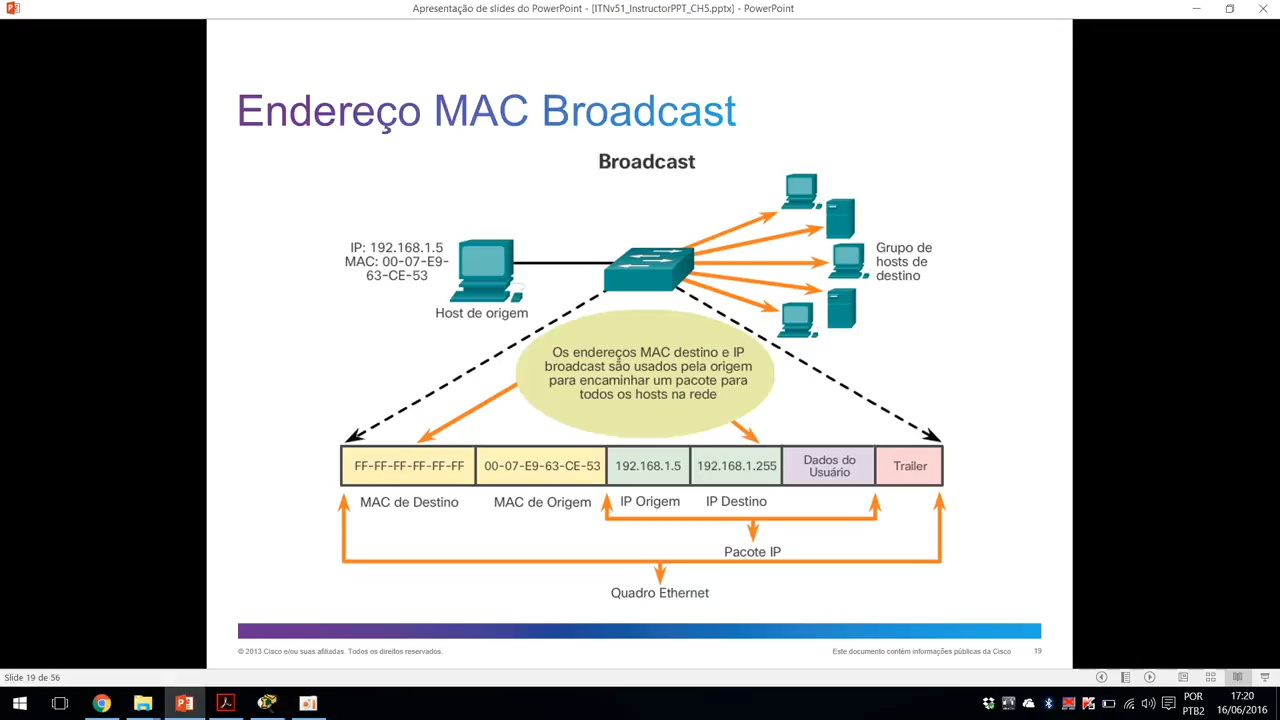 Apresentação de slides do PowerPoint - [ITNv51_InstructorPPT_CH5.pptx] - PowerPoint
Endereço MAC Broadcast
Broadcast
IP: 192.168.1.5
MAC: 00-07-E9-
63-CE-53
Host de origem
Grupo de
hosts de
destino
Os endereços MAC destino e IP
broadcast são usados pela origem
para encaminhar um pacote para
todos os hosts na rede
FF-FF-FF-FF-FF-FF
00-07-E9-63-CE-53
192.168.1.5
192.168.1.255
Dados do
Usuário
Trailer
MAC de Destino
MAC de Origem
IP Origem
IP Destino
Pacote IP
Quadro Ethernet
© 2013 Cisco e/ou suas afiliadas. Todos os direitos reservados.
Este documento contém informações públicas da Cisco
19
Slide 19 de 56
POR
PTB2
17:20
16/06/2016